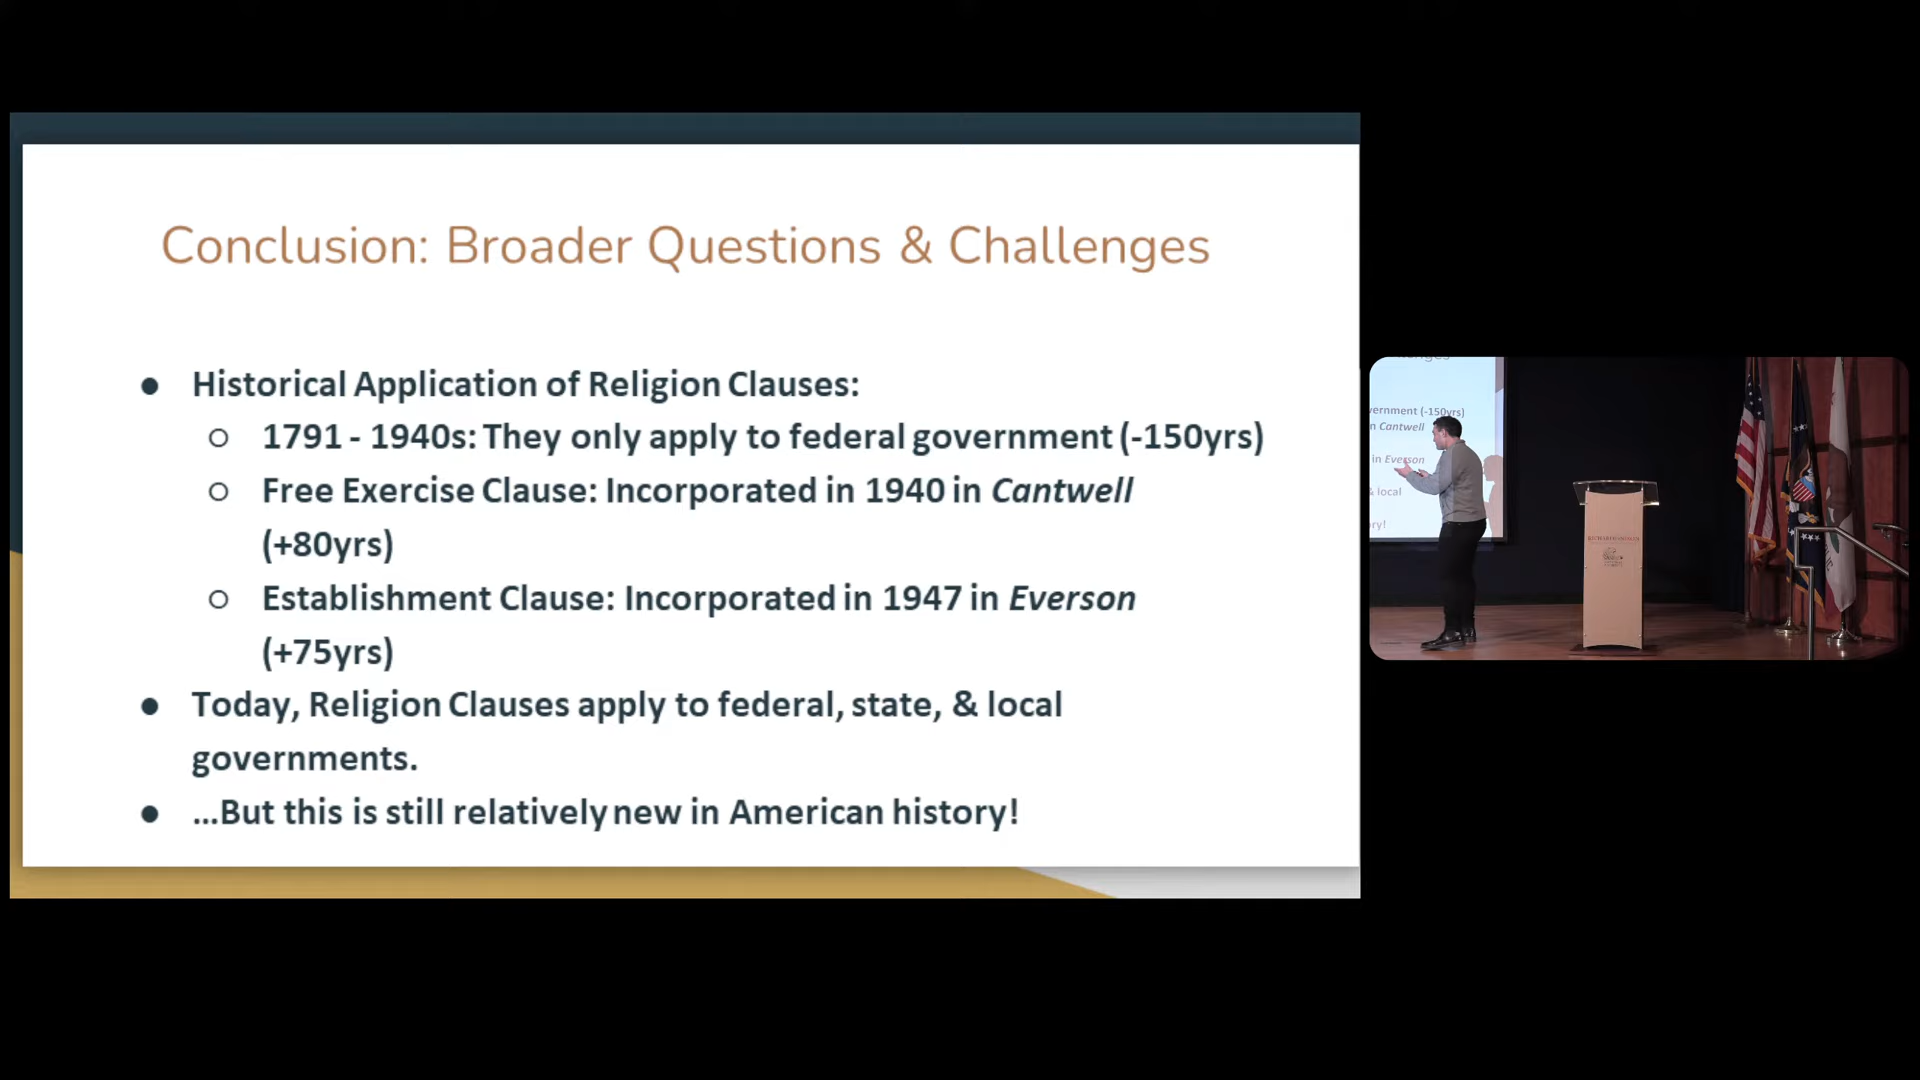 Conclusion: Broader Questions & Challenges
● Historical Application of Religion Clauses:
○ 1791 - 1940s: They only apply to federal government (-150yrs)
○ Free Exercise Clause: Incorporated in 1940 in Cantwell
(+80yrs)
○ Establishment Clause: Incorporated in 1947 in Everson
(+75yrs)
● Today, Religion Clauses apply to federal, state, & local
governments.
● ...But this is still relatively new in American history!
(-150yrs)
in Cantwell
in Everson
& local